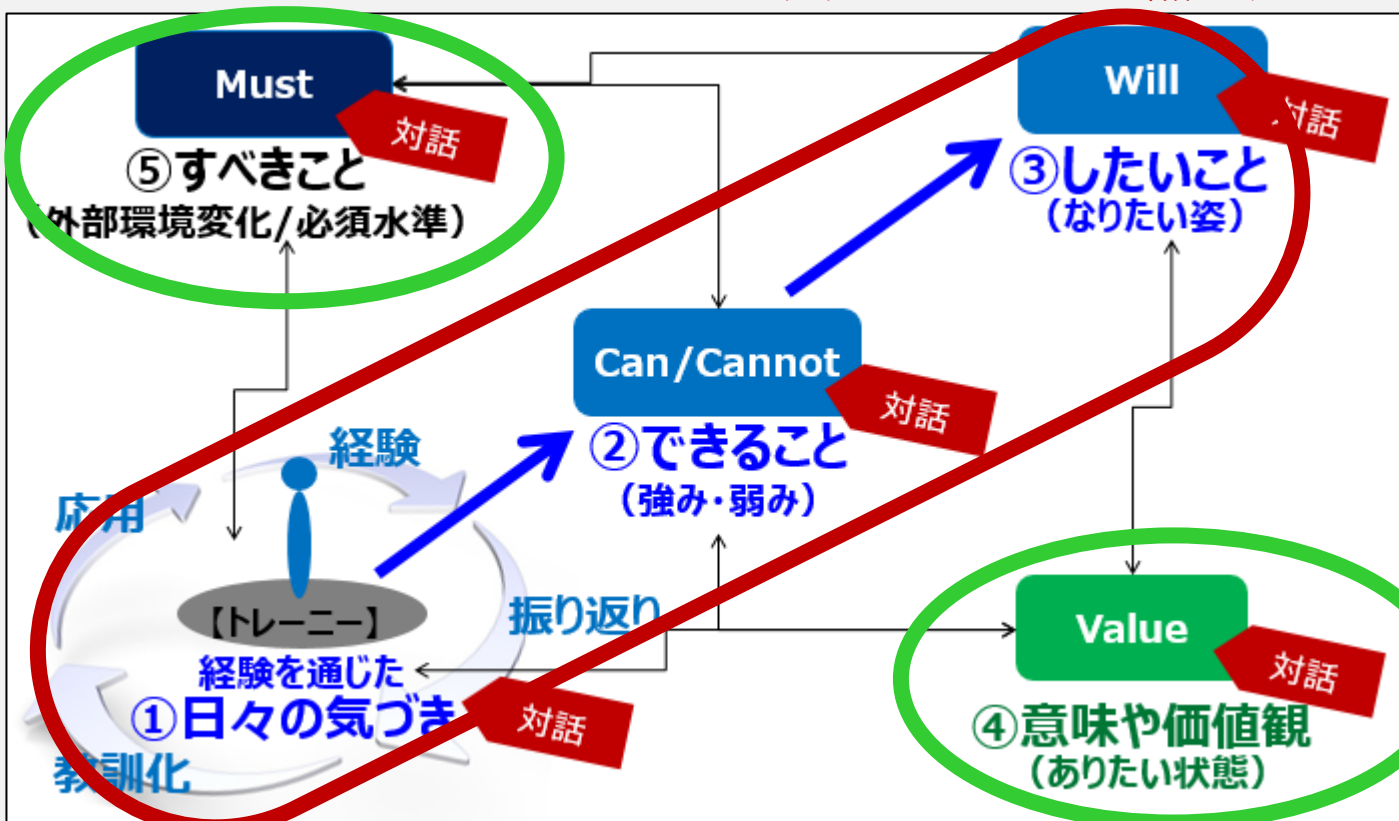 Must
対話
⑤すべきこと
(外部環境変化/必須水準)
Will
対話
③したいこと
(なりたい姿)
Can/Cannot
対話
②できること
(強み・弱み)
経験
応用
【トレーニー】
振り返り
経験を通じた
①日々の気づき
対話
教訓化
Value
対話
④意味や価値観
(ありたい状態)